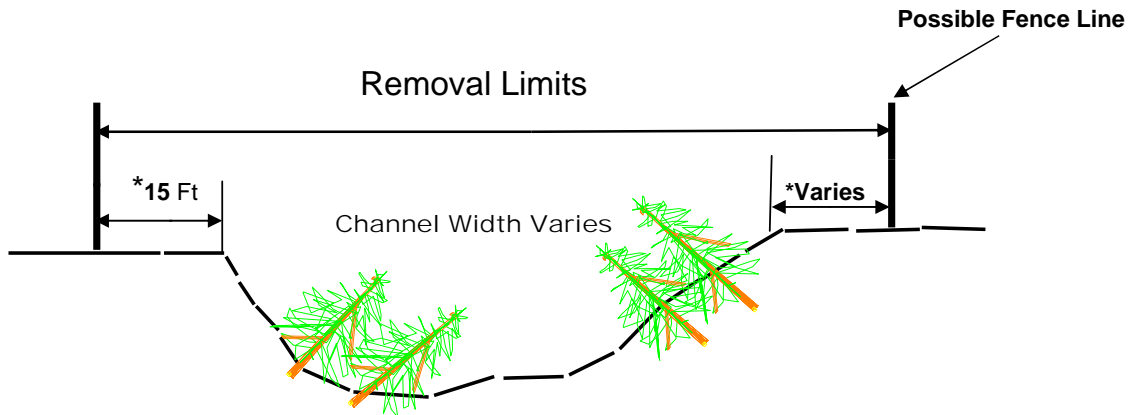 Possible Fence Line
Removal Limits
*15 Ft
*Varies
Channel Width Varies